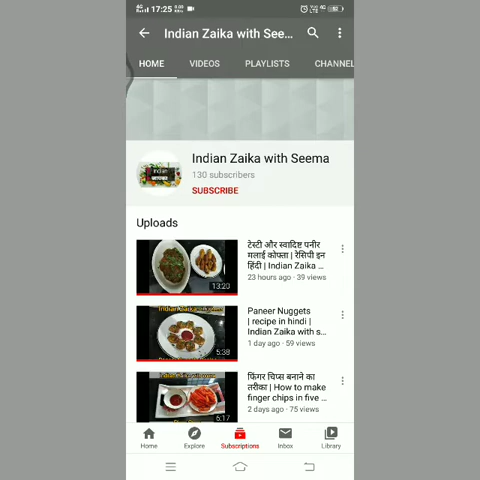 17:25
Indian Zaika with See...
HOME VIDEOS PLAYLISTS CHANNEL
Indian Zaika with Seema
130 subscribers
SUBSCRIBE
Uploads
टेस्टी और स्वादिष्ट पनीर
मलाई कोफ्ता | रेसिपी इन
हिंदी | Indian Zaika ...
23 hours ago · 39 views
13:20
Paneer Nuggets
| recipe in hindi |
Indian Zaika with s...
1 day ago · 59 views
5:38
फिंगर चिप्स बनाने का
तरीका | How to make
finger chips in five ...
2 days ago · 75 views
6:17
Home Explore Subscriptions Inbox Library